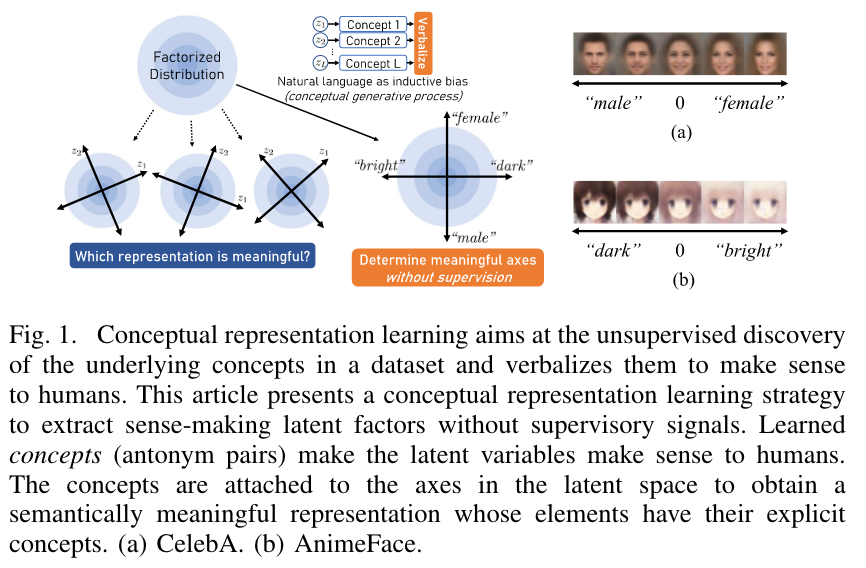 Factorized
Distribution
z₁ Concept 1
z₂ Concept 2
⋮
z_L Concept L
Verbalize
Natural language as inductive bias
(conceptual generative process)
z₂
z₁
z₂
z₁
z₂
z₁
Which representation is meaningful?
"female"
"bright"
"dark"
"male"
Determine meaningful axes
without supervision
"male" 0 "female"
(a)
"dark" 0 "bright"
(b)
Fig. 1. Conceptual representation learning aims at the unsupervised discovery
of the underlying concepts in a dataset and verbalizes them to make sense
to humans. This article presents a conceptual representation learning strategy
to extract sense-making latent factors without supervisory signals. Learned
concepts (antonym pairs) make the latent variables make sense to humans.
The concepts are attached to the axes in the latent space to obtain a
semantically meaningful representation whose elements have their explicit
concepts. (a) CelebA. (b) AnimeFace.